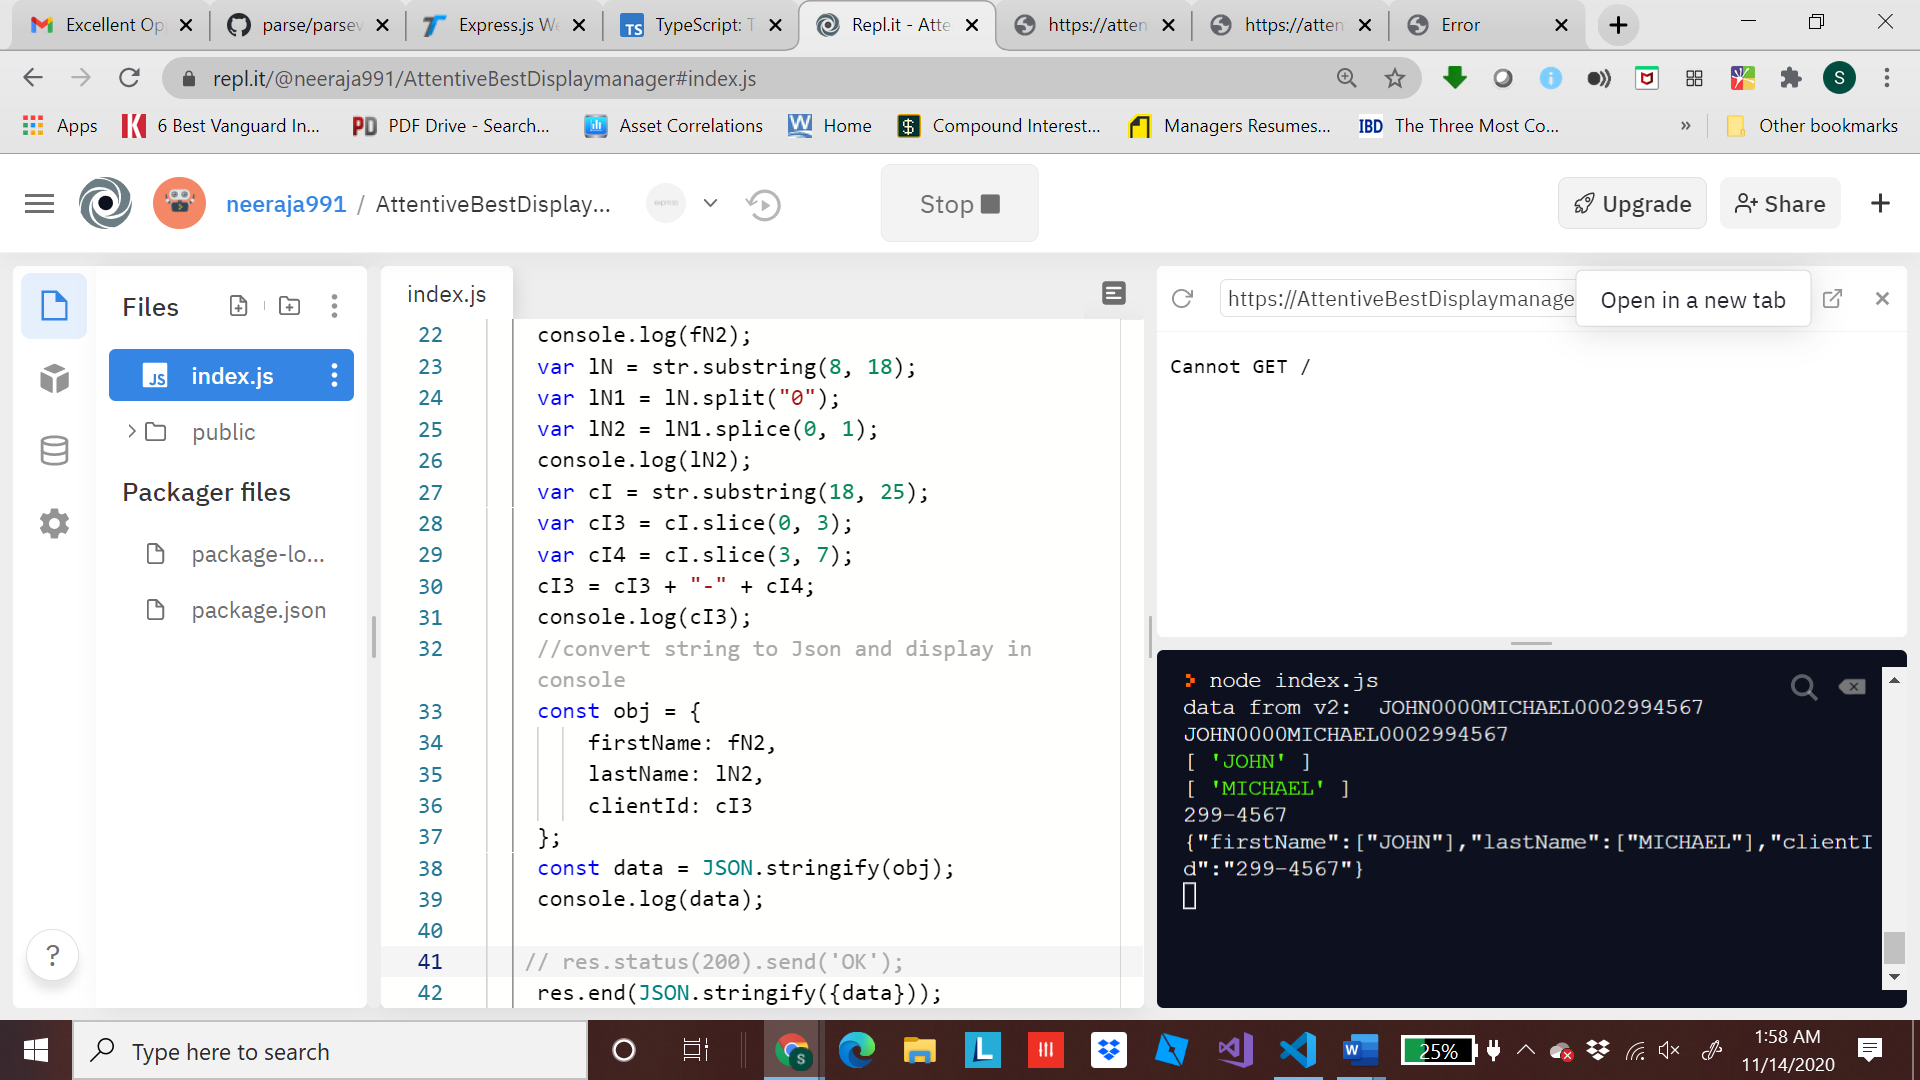 Excellent Op
parse/parsev
Express.js We
TypeScript: T
Repl.it - Atte
https://atten
https://atten
Error
repl.it/@neeraja991/AttentiveBestDisplaymanager#index.js
S
Apps
6 Best Vanguard In...
PDF Drive - Search...
Asset Correlations
Home
Compound Interest...
Managers Resumes...
IBD The Three Most Co...
»
Other bookmarks
neeraja991 / AttentiveBestDisplay...
express
Stop
Upgrade
Share
Files
index.js
public
Packager files
package-lo...
package.json
?
index.js
22 console.log(fN2);
23 var lN = str.substring(8, 18);
24 var lN1 = lN.split("0");
25 var lN2 = lN1.splice(0, 1);
26 console.log(lN2);
27 var cI = str.substring(18, 25);
28 var cI3 = cI.slice(0, 3);
29 var cI4 = cI.slice(3, 7);
30 cI3 = cI3 + "-" + cI4;
31 console.log(cI3);
32 //convert string to Json and display in
console
33 const obj = {
34 firstName: fN2,
35 lastName: lN2,
36 clientId: cI3
37 };
38 const data = JSON.stringify(obj);
39 console.log(data);
40
41 // res.status(200).send('OK');
42 res.end(JSON.stringify({data}));
https://AttentiveBestDisplaymanage
Open in a new tab
Cannot GET /
node index.js
data from v2:  JOHN0000MICHAEL0002994567
JOHN0000MICHAEL0002994567
[ 'JOHN' ]
[ 'MICHAEL' ]
299-4567
{"firstName":["JOHN"],"lastName":["MICHAEL"],"clientI
d":"299-4567"}
Type here to search
25%
1:58 AM
11/14/2020